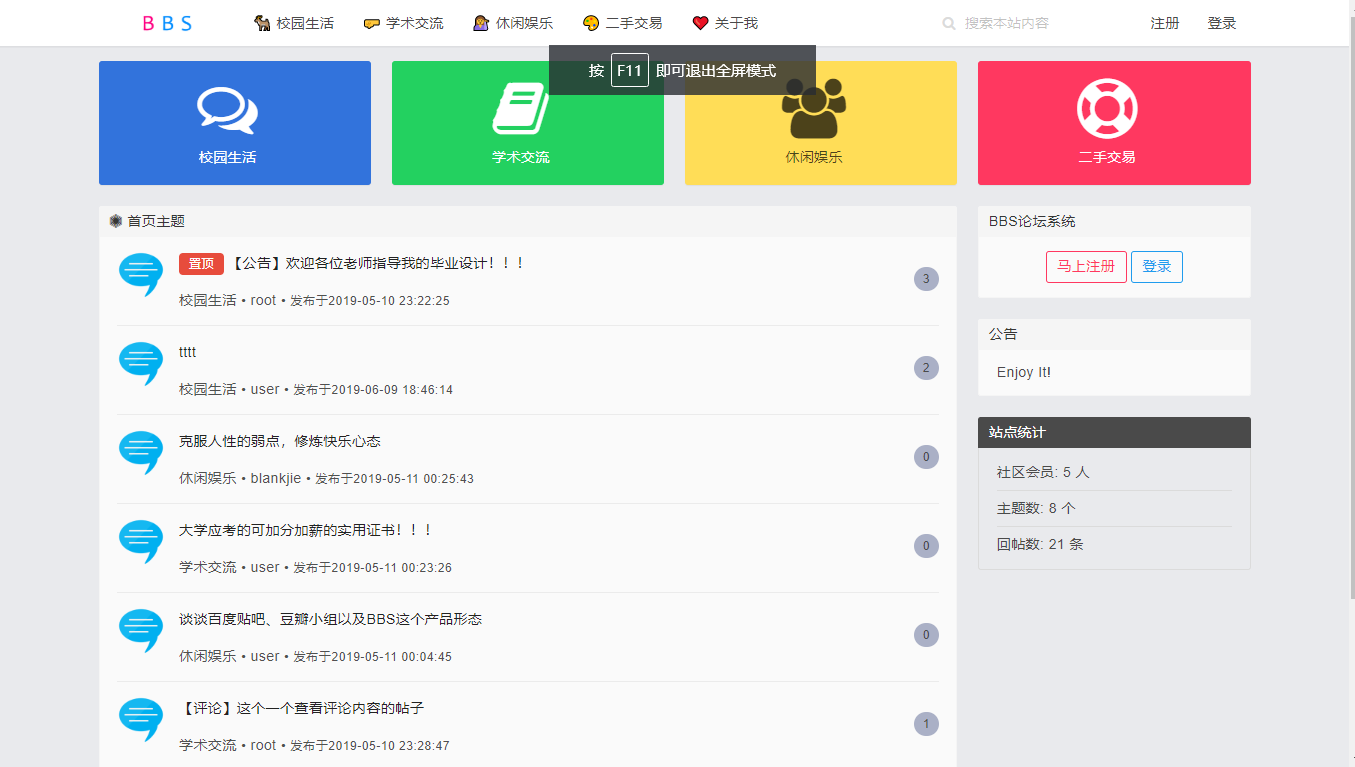 BBS 校园生活 学术交流 休闲娱乐 二手交易 关于我 搜索本站内容 注册 登录
按 F11 即可退出全屏模式
校园生活 学术交流 休闲娱乐 二手交易
首页主题
置顶 【公告】欢迎各位老师指导我的毕业设计！！！
校园生活 • root • 发布于2019-05-10 23:22:25
3
tttt
校园生活 • user • 发布于2019-06-09 18:46:14
2
克服人性的弱点，修炼快乐心态
休闲娱乐 • blankjie • 发布于2019-05-11 00:25:43
0
大学应考的可加分加薪的实用证书！！！
学术交流 • user • 发布于2019-05-11 00:23:26
0
谈谈百度贴吧、豆瓣小组以及BBS这个产品形态
休闲娱乐 • user • 发布于2019-05-11 00:04:45
0
【评论】这个一个查看评论内容的帖子
学术交流 • root • 发布于2019-05-10 23:28:47
1
BBS论坛系统
马上注册 登录
公告
Enjoy It!
站点统计
社区会员: 5 人
主题数: 8 个
回帖数: 21 条